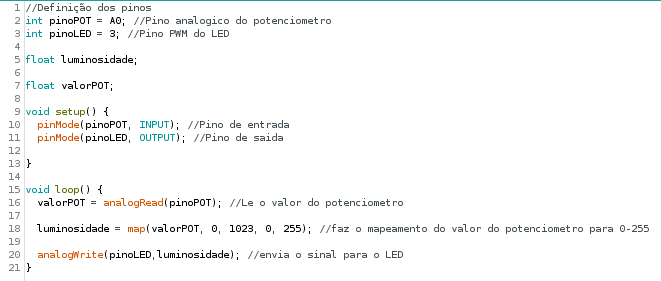 1 //Definição dos pinos
2 int pinoPOT = A0; //Pino analogico do potenciometro
3 int pinoLED = 3; //Pino PWM do LED
4
5 float luminosidade;
6
7 float valorPOT;
8
9 void setup() {
10 pinMode(pinoPOT, INPUT); //Pino de entrada
11 pinMode(pinoLED, OUTPUT); //Pino de saida
12
13 }
14
15 void loop() {
16 valorPOT = analogRead(pinoPOT); //Le o valor do potenciometro
17
18 luminosidade = map(valorPOT, 0, 1023, 0, 255); //faz o mapeamento do valor do potenciometro para 0-255
19
20 analogWrite(pinoLED,luminosidade); //envia o sinal para o LED
21 }